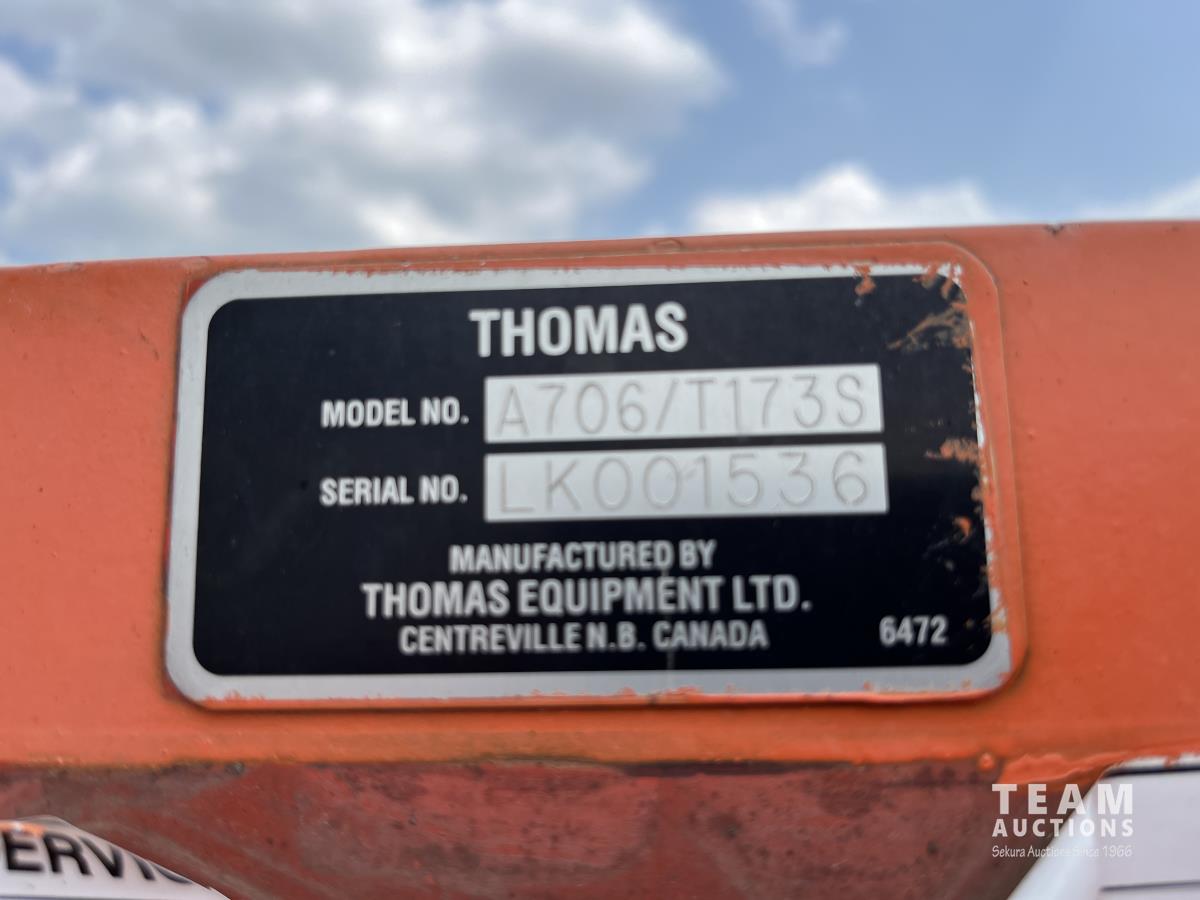 THOMAS
MODEL NO. A706/T173S
SERIAL NO. LK001536
MANUFACTURED BY
THOMAS EQUIPMENT LTD.
CENTREVILLE N.B. CANADA 6472
TEAM
AUCTIONS
Sekura Auctions Since 1966